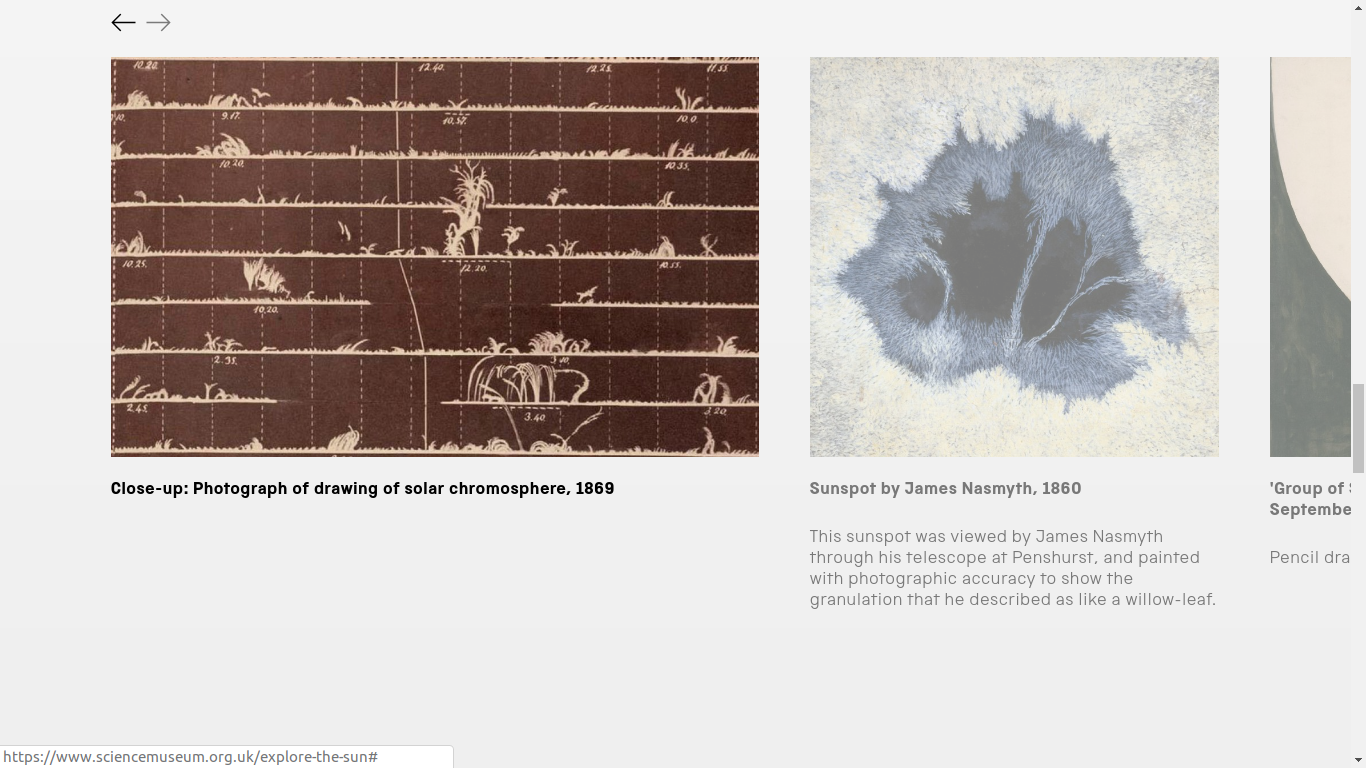 10.20.
12.40.
12.25.
11.55.
9.17.
10.57.
10.0.
10.20.
10.35.
10.25.
12.20.
10.55.
10.20.
2.35.
3.10.
2.45.
3.40.
3.20.
Close-up: Photograph of drawing of solar chromosphere, 1869
Sunspot by James Nasmyth, 1860
This sunspot was viewed by James Nasmyth
through his telescope at Penshurst, and painted
with photographic accuracy to show the
granulation that he described as like a willow-leaf.
'Group of
Septembe
Pencil dra
https://www.sciencemuseum.org.uk/explore-the-sun#